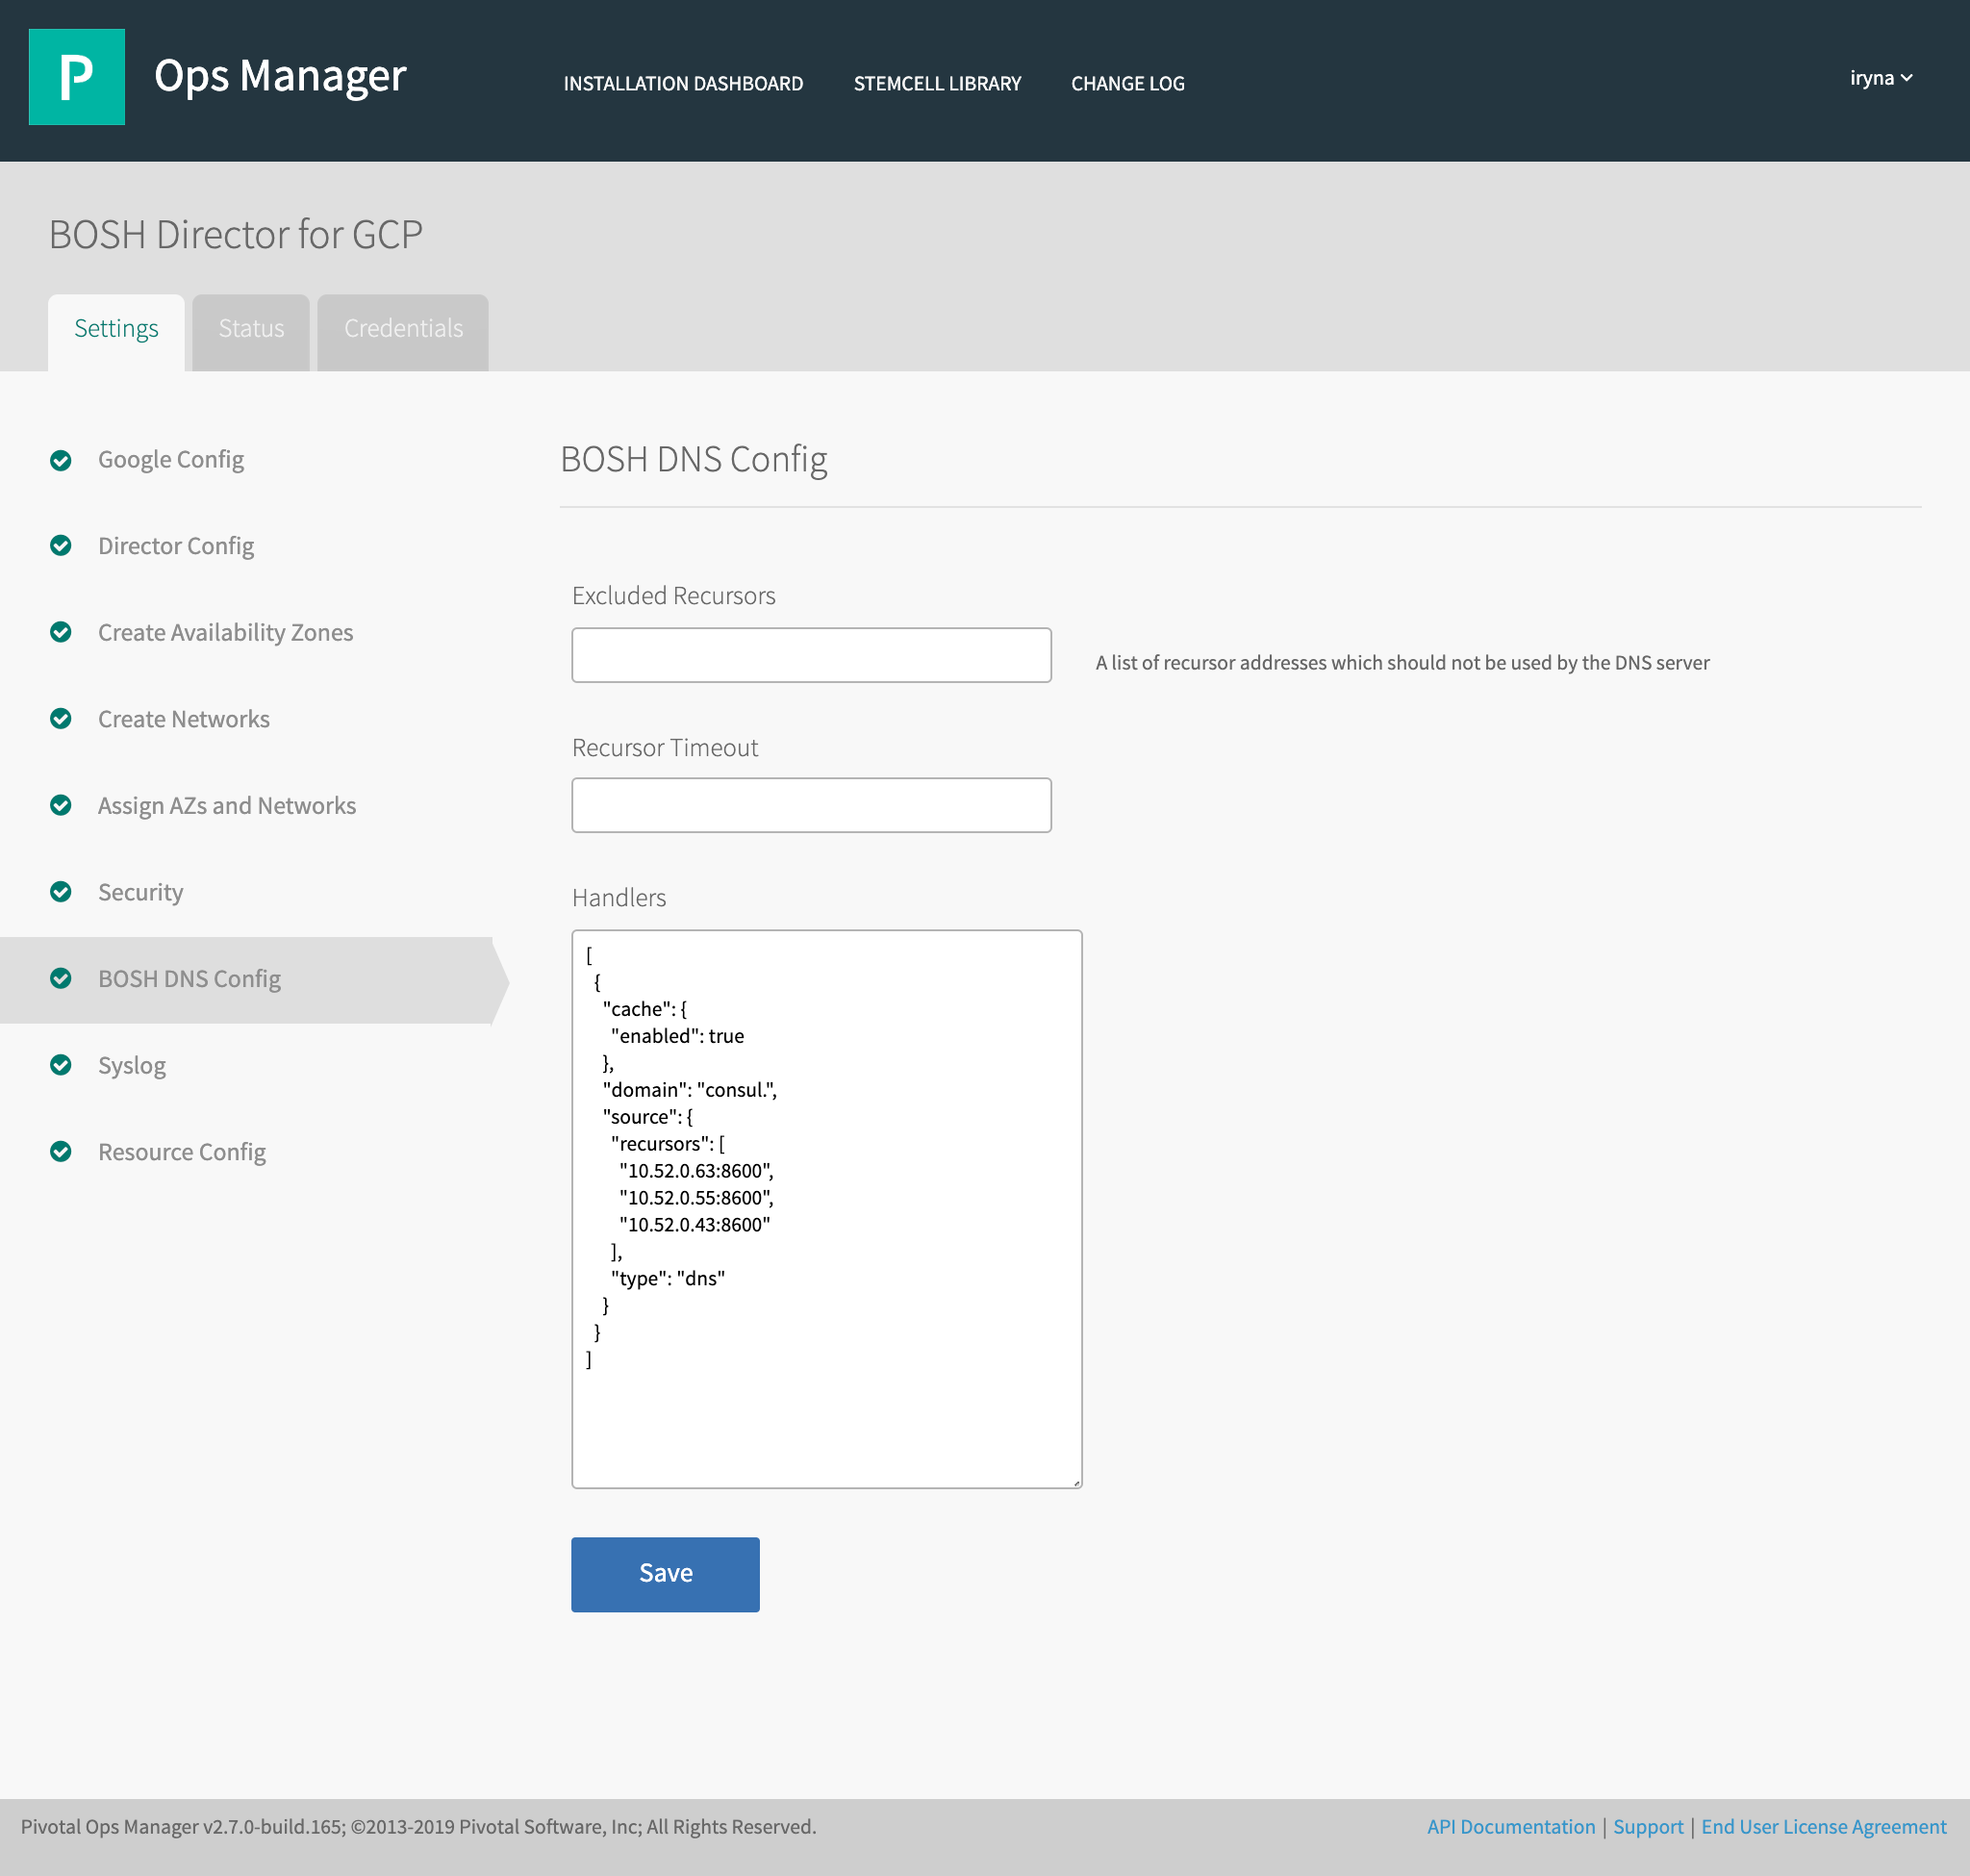 P
Ops Manager
INSTALLATION DASHBOARD
STEMCELL LIBRARY
CHANGE LOG
iryna
BOSH Director for GCP
Settings
Status
Credentials
Google Config
Director Config
Create Availability Zones
Create Networks
Assign AZs and Networks
Security
BOSH DNS Config
Syslog
Resource Config
BOSH DNS Config
Excluded Recursors
A list of recursor addresses which should not be used by the DNS server
Recursor Timeout
Handlers
[
  {
    "cache": {
      "enabled": true
    },
    "domain": "consul.",
    "source": {
      "recursors": [
        "10.52.0.63:8600",
        "10.52.0.55:8600",
        "10.52.0.43:8600"
      ],
      "type": "dns"
    }
  }
]
Save
Pivotal Ops Manager v2.7.0-build.165; ©2013-2019 Pivotal Software, Inc; All Rights Reserved.
API Documentation | Support | End User License Agreement